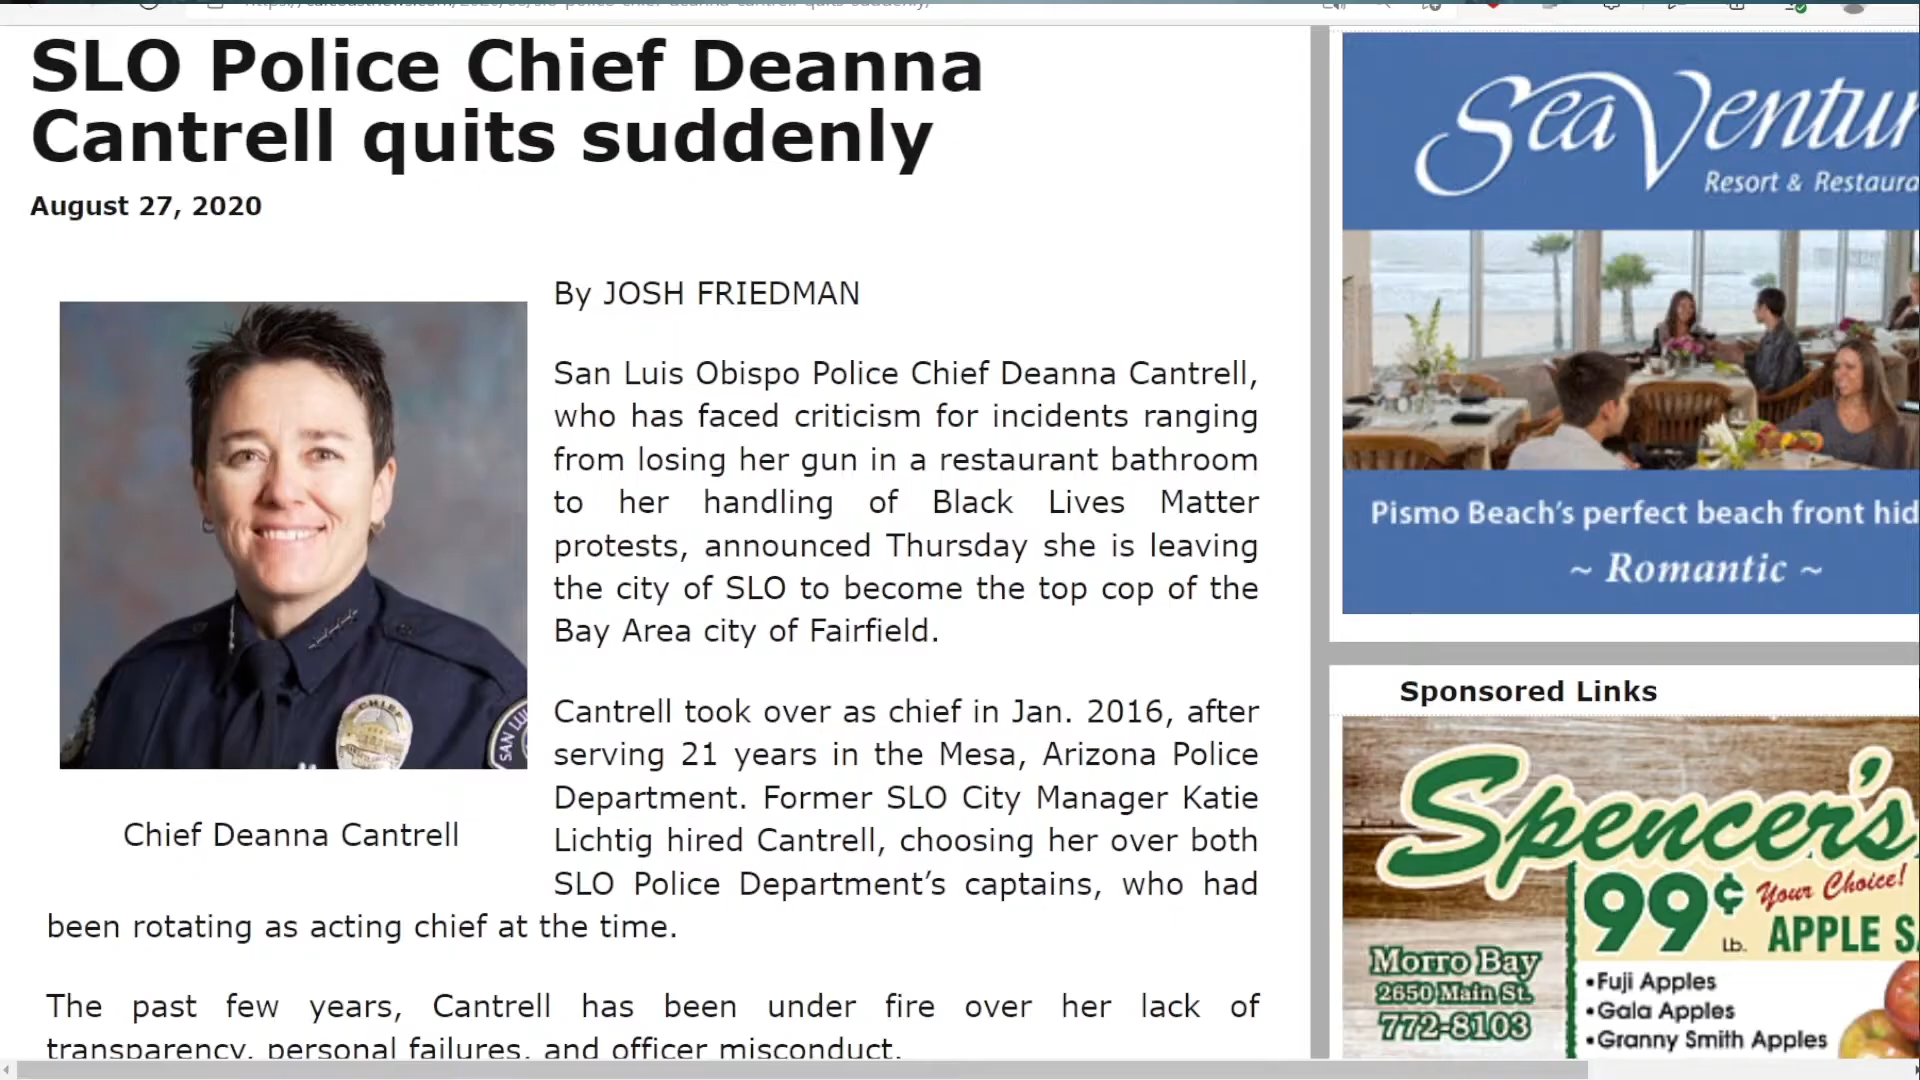 SLO Police Chief Deanna
Cantrell quits suddenly
August 27, 2020
By JOSH FRIEDMAN
San Luis Obispo Police Chief Deanna Cantrell,
who has faced criticism for incidents ranging
from losing her gun in a restaurant bathroom
to her handling of Black Lives Matter
protests, announced Thursday she is leaving
the city of SLO to become the top cop of the
Bay Area city of Fairfield.
Cantrell took over as chief in Jan. 2016, after
serving 21 years in the Mesa, Arizona Police
Department. Former SLO City Manager Katie
Lichtig hired Cantrell, choosing her over both
SLO Police Department’s captains, who had
been rotating as acting chief at the time.
The past few years, Cantrell has been under fire over her lack of
transparency, personal failures, and officer misconduct.
CHIEF
SAN LU
Chief Deanna Cantrell
SeaVentur
Resort & Restaura
Pismo Beach’s perfect beach front hid
~ Romantic ~
Sponsored Links
Spencer's
99¢ Your Choice!
Lb. APPLE S
Morro Bay
2650 Main St.
772-8103
•Fuji Apples
•Gala Apples
•Granny Smith Apples